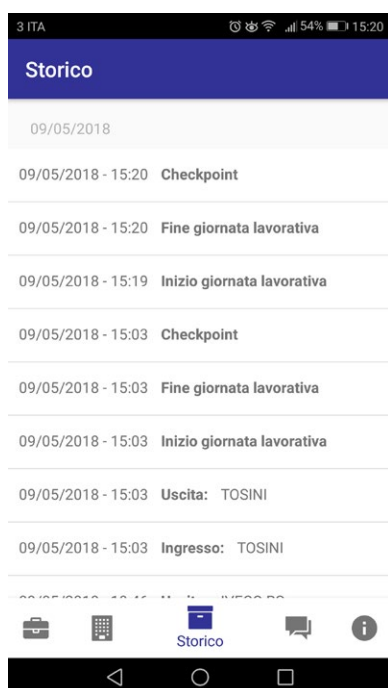 3 ITA 54% 15:20
Storico
09/05/2018
09/05/2018 - 15:20 Checkpoint
09/05/2018 - 15:20 Fine giornata lavorativa
09/05/2018 - 15:19 Inizio giornata lavorativa
09/05/2018 - 15:03 Checkpoint
09/05/2018 - 15:03 Fine giornata lavorativa
09/05/2018 - 15:03 Inizio giornata lavorativa
09/05/2018 - 15:03 Uscita: TOSINI
09/05/2018 - 15:03 Ingresso: TOSINI
Storico